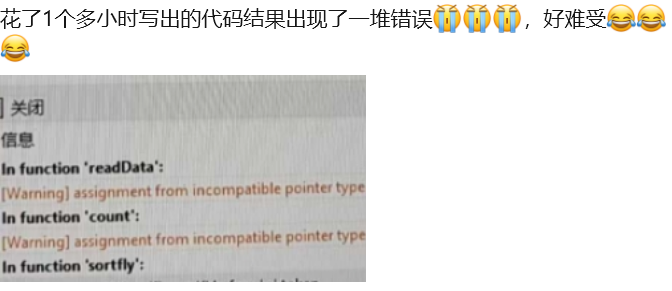 花了1个多小时写出的代码结果出现了一堆错误😭😭😭，好难受😂😂
😂
关闭
信息
In function 'readData':
[Warning] assignment from incompatible pointer type
In function 'count':
[Warning] assignment from incompatible pointer type
In function 'sortfly':